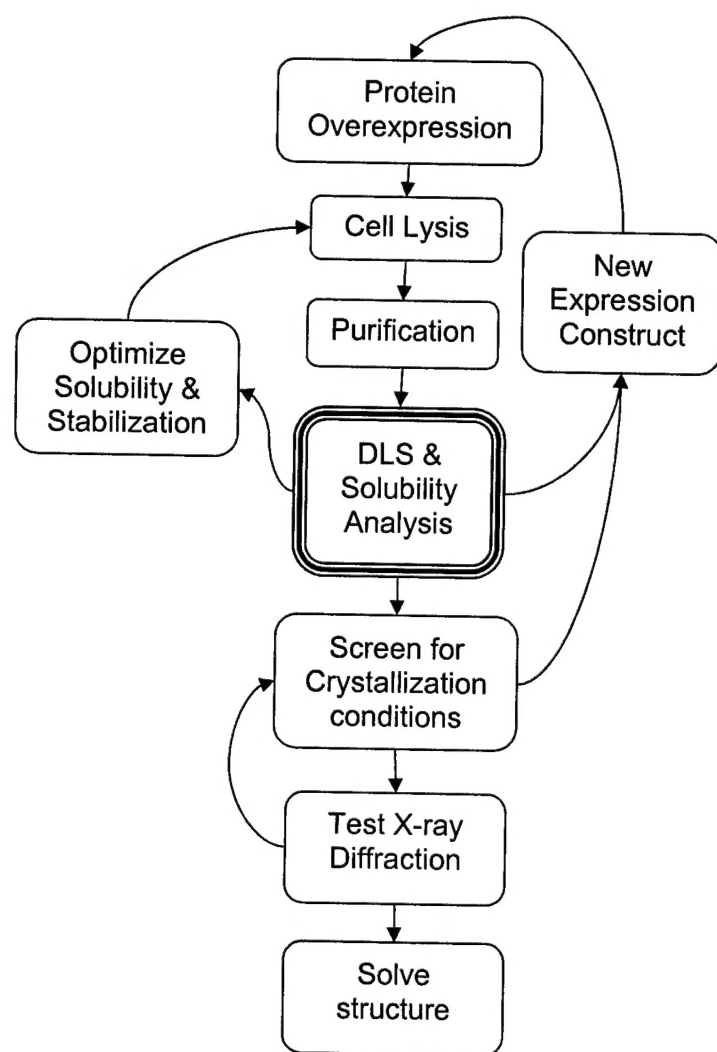 Protein
Overexpression
Cell Lysis
New
Expression
Construct
Purification
Optimize
Solubility &
Stabilization
DLS &
Solubility
Analysis
Screen for
Crystallization
conditions
Test X-ray
Diffraction
Solve
structure